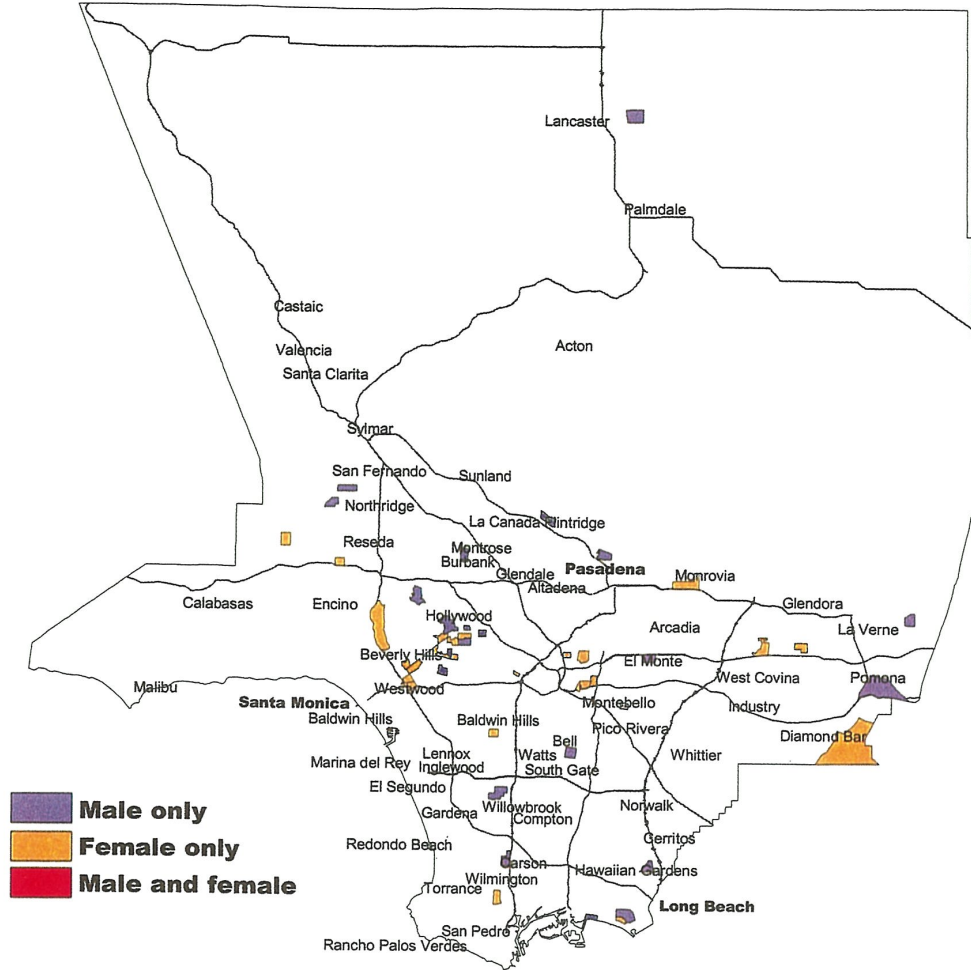 Lancaster
Palmdale
Castaic
Acton
Valencia
Santa Clarita
Sylmar
San Fernando
Sunland
Northridge
La Canada Flintridge
Reseda
Montrose
Burbank
Pasadena
Glendale
Monrovia
Altadena
Calabasas
Encino
Glendora
Hollywood
Arcadia
La Verne
Beverly Hills
El Monte
West Covina
Pomona
Malibu
Westwood
Santa Monica
Montebello
Industry
Baldwin Hills
Baldwin Hills
Pico Rivera
Diamond Bar
Bell
Lennox
Watts
Whittier
Marina del Rey
Inglewood
South Gate
El Segundo
Male only
Gardena
Willowbrook
Norwalk
Compton
Female only
Redondo Beach
Cerritos
Carson
Hawaiian Gardens
Male and female
Torrance
Wilmington
Long Beach
San Pedro
Rancho Palos Verdes